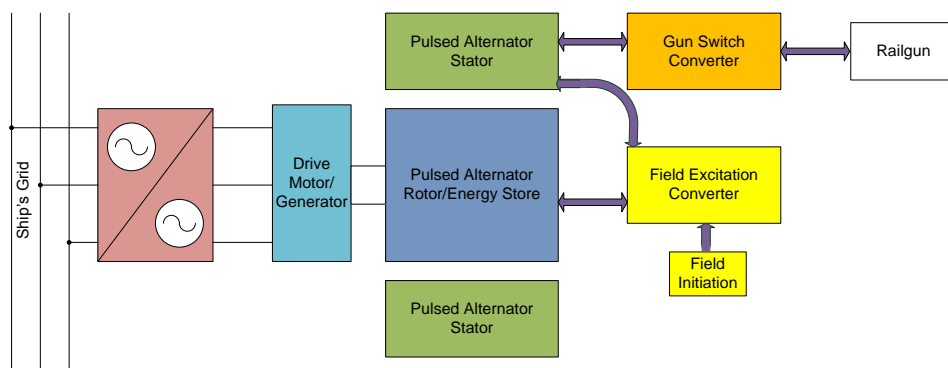 Pulsed Alternator
Stator
Gun Switch
Converter
Railgun
Ship's Grid
Drive
Motor/
Generator
Pulsed Alternator
Rotor/Energy Store
Field Excitation
Converter
Field
Initiation
Pulsed Alternator
Stator